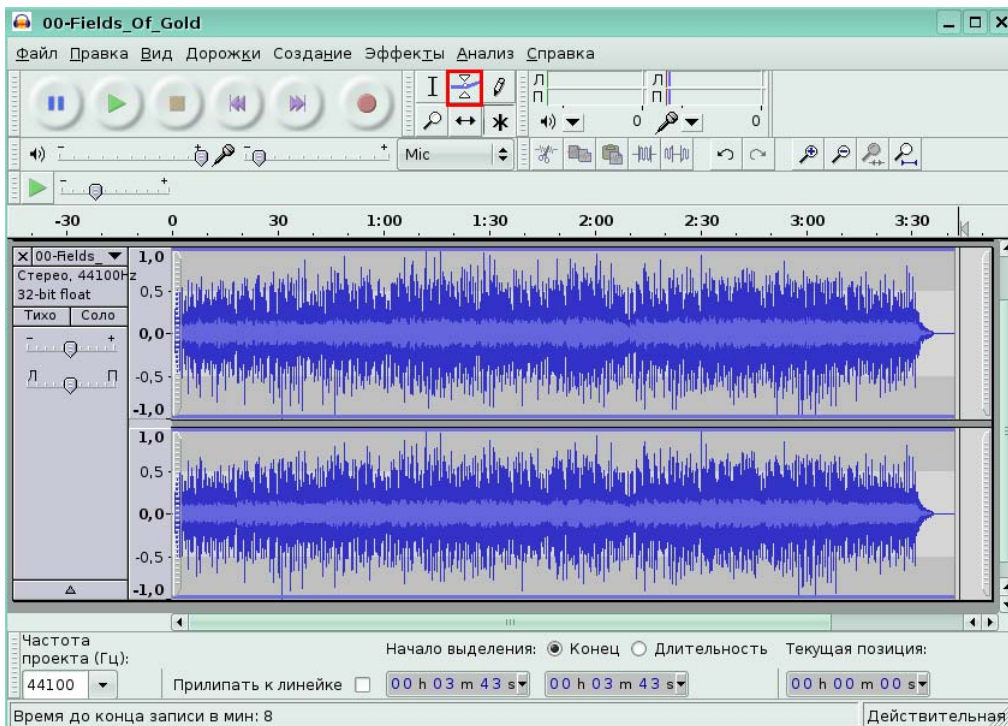 00-Fields_Of_Gold
Файл Правка Вид Дорожки Создание Эффекты Анализ Справка
Л Л
П П
0 0
Mic
-30 0 30 1:00 1:30 2:00 2:30 3:00 3:30
00-Fields_
Стерео, 44100Hz
32-bit float
Тихо Соло
- +
Л П
1,0
0,5
0,0
-0,5
-1,0
1,0
0,5
0,0
-0,5
-1,0
Частота
проекта (Гц):
44100
Прилипать к линейке
Начало выделения: Конец Длительность
00 h 03 m 43 s 00 h 03 m 43 s
Текущая позиция:
00 h 00 m 00 s
Время до конца записи в мин: 8
Действительная